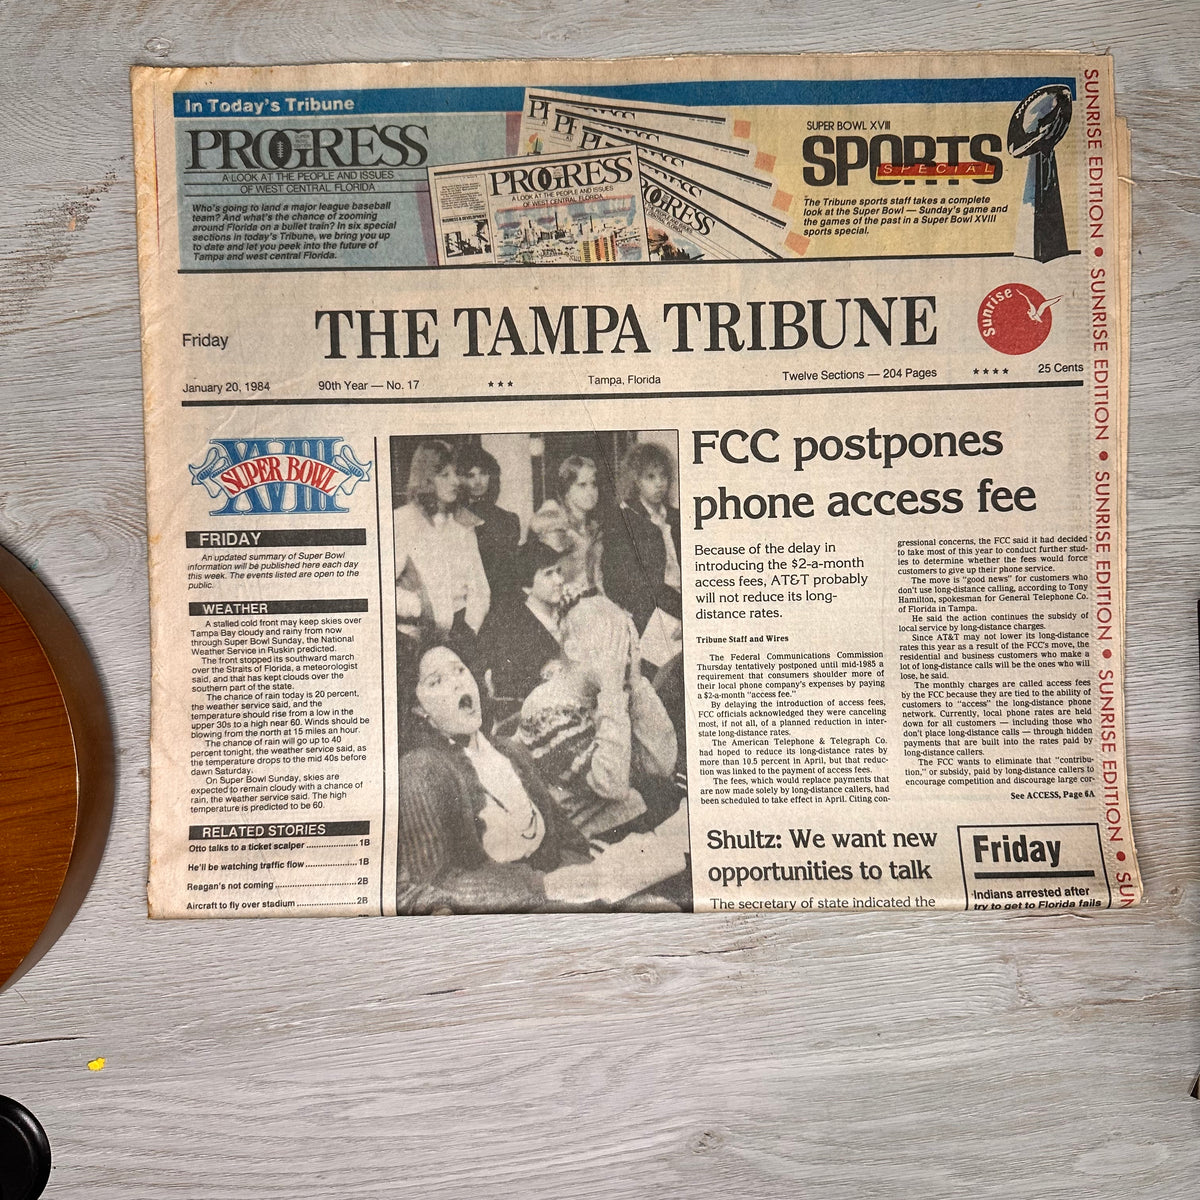 In Today's Tribune
PROGRESS
A LOOK AT THE PEOPLE AND ISSUES
OF WEST CENTRAL FLORIDA
Who's going to land a major league baseball
team? And what's the chance of zooming
around Florida on a bullet train? In six special
sections in today's Tribune, we bring you up
to date and let you peek into the future of
Tampa and west central Florida.
PROGRESS
A LOOK AT THE PEOPLE AND ISSUES
OF WEST CENTRAL FLORIDA
SUPER BOWL XVIII
SPORTS
SPECIAL
The Tribune sports staff takes a complete
look at the Super Bowl — Sunday's game and
the games of the past in a Super Bowl XVIII
sports special.
Friday
THE TAMPA TRIBUNE
Sunrise
January 20, 1984
90th Year — No. 17
★ ★ ★
Tampa, Florida
Twelve Sections — 204 Pages
★ ★ ★ ★
25 Cents
SUNRISE EDITION • SUNRISE EDITION • SUNRISE EDITION • SUNRISE EDITION • SUN
XVIII
SUPER BOWL
FRIDAY
An updated summary of Super Bowl
information will be published here each day
this week. The events listed are open to the
public.
WEATHER
A stalled cold front may keep skies over
Tampa Bay cloudy and rainy from now
through Super Bowl Sunday, the National
Weather Service in Ruskin predicted.
The front stopped its southward march
over the Straits of Florida, a meteorologist
said, and that has kept clouds over the
southern part of the state.
The chance of rain today is 20 percent,
the weather service said, and the
temperature should rise from a low in the
upper 30s to a high near 60. Winds should be
blowing from the north at 15 miles an hour.
The chance of rain will go up to 40
percent tonight, the weather service said, as
the temperature drops to the mid 40s before
dawn Saturday.
On Super Bowl Sunday, skies are
expected to remain cloudy with a chance of
rain, the weather service said. The high
temperature is predicted to be 60.
RELATED STORIES
Otto talks to a ticket scalper ..................1B
He'll be watching traffic flow..................1B
Reagan's not coming ..................2B
Aircraft to fly over stadium ..................2B
FCC postpones
phone access fee
Because of the delay in
introducing the $2-a-month
access fees, AT&T probably
will not reduce its long-
distance rates.
Tribune Staff and Wires
The Federal Communications Commission
Thursday tentatively postponed until mid-1985 a
requirement that consumers shoulder more of
their local phone company's expenses by paying
a $2-a-month "access fee."
By delaying the introduction of access fees,
FCC officials acknowledged they were canceling
most, if not all, of a planned reduction in inter-
state long-distance rates.
The American Telephone & Telegraph Co.
had hoped to reduce its long-distance rates by
more than 10.5 percent in April, but that reduc-
tion was linked to the payment of access fees.
The fees, which would replace payments that
are now made solely by long-distance callers, had
been scheduled to take effect in April. Citing con-
gressional concerns, the FCC said it had decided
to take most of this year to conduct further stud-
ies to determine whether the fees would force
customers to give up their phone service.
The move is "good news" for customers who
don't use long-distance calling, according to Tony
Hamilton, spokesman for General Telephone Co.
of Florida in Tampa.
He said the action continues the subsidy of
local service by long-distance charges.
Since AT&T may not lower its long-distance
rates this year as a result of the FCC's move, the
residential and business customers who make a
lot of long-distance calls will be the ones who will
lose, he said.
The monthly charges are called access fees
by the FCC because they are tied to the ability of
customers to "access" the long-distance phone
network. Currently, local phone rates are held
down for all customers — including those who
don't place long-distance calls — through hidden
payments that are built into the rates paid by
long-distance callers.
The FCC wants to eliminate that "contribu-
tion," or subsidy, paid by long-distance callers to
encourage competition and discourage large cor-
See ACCESS, Page 6A
Shultz: We want new
opportunities to talk
The secretary of state indicated the
Friday
Indians arrested after
try to get to Florida fails